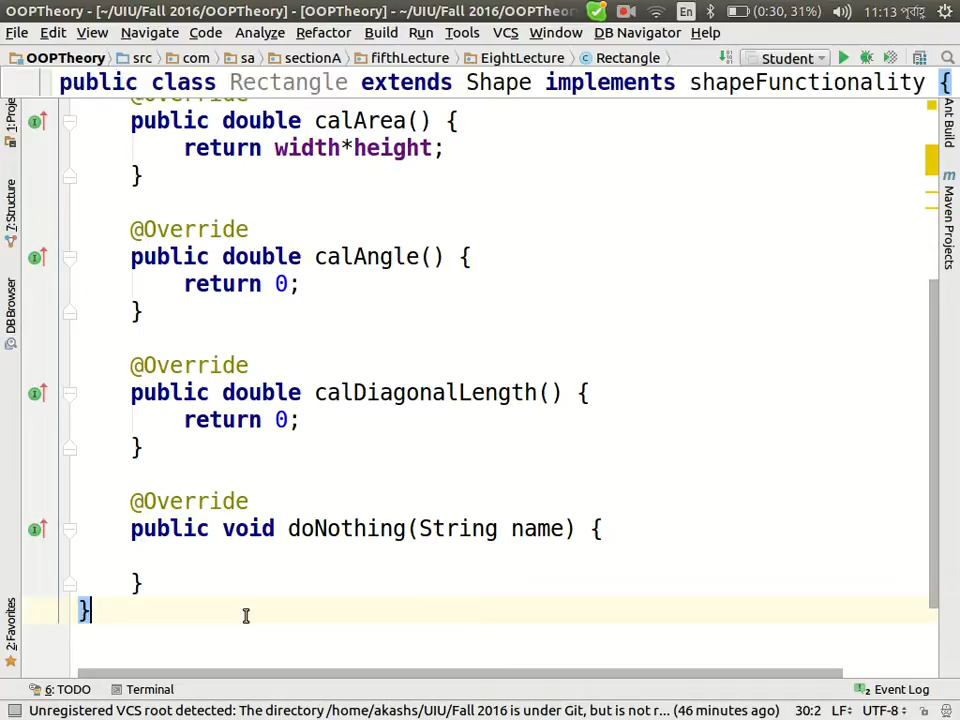 OOPTheory - [~/UIU/Fall 2016/OOPTheory] - [OOPTheory] - ~/UIU/Fall 2016/OOPTheo
En (0:30, 31%) 11:13 পূর্বাহ্ন
File Edit View Navigate Code Analyze Refactor Build Run Tools VCS Window DB Navigator Help
OOPTheory src com sa sectionA fifthLecture EightLecture Rectangle Student
public class Rectangle extends Shape implements shapeFunctionality {
@Override
public double calArea() {
return width*height;
}
@Override
public double calAngle() {
return 0;
}
@Override
public double calDiagonalLength() {
return 0;
}
@Override
public void doNothing(String name) {
}
}
1:Proje
7:Structure
DB Browser
2:Favorites
Ant Build
m Maven Projects
6: TODO Terminal 2 Event Log
Unregistered VCS root detected: The directory /home/akashs/UIU/Fall 2016 is under Git, but is not r... (46 minutes ago) 30:2 LF÷ UTF-8÷